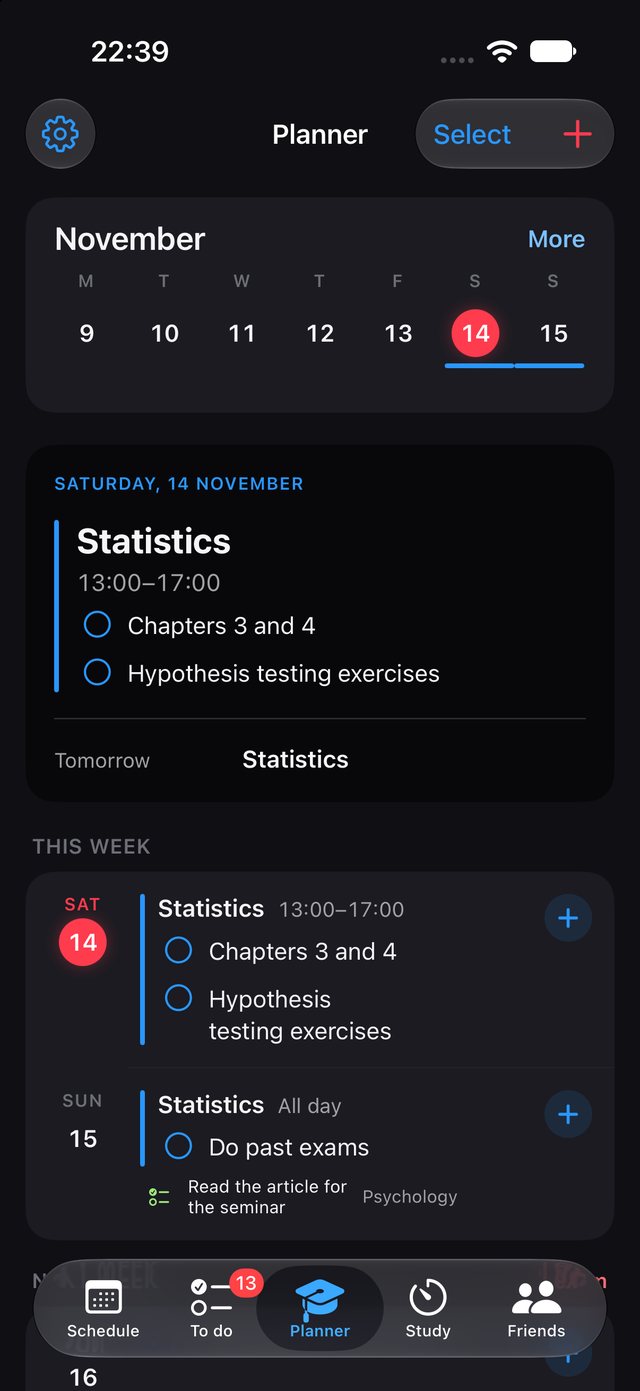 22:39
Planner
Select
November
More
M T W T F S S
9 10 11 12 13 14 15
SATURDAY, 14 NOVEMBER
Statistics
13:00–17:00
Chapters 3 and 4
Hypothesis testing exercises
Tomorrow Statistics
THIS WEEK
SAT
14
Statistics 13:00–17:00
Chapters 3 and 4
Hypothesis
testing exercises
SUN
15
Statistics All day
Do past exams
Read the article for
the seminar
Psychology
13
Schedule
To do
Planner
Study
Friends
16